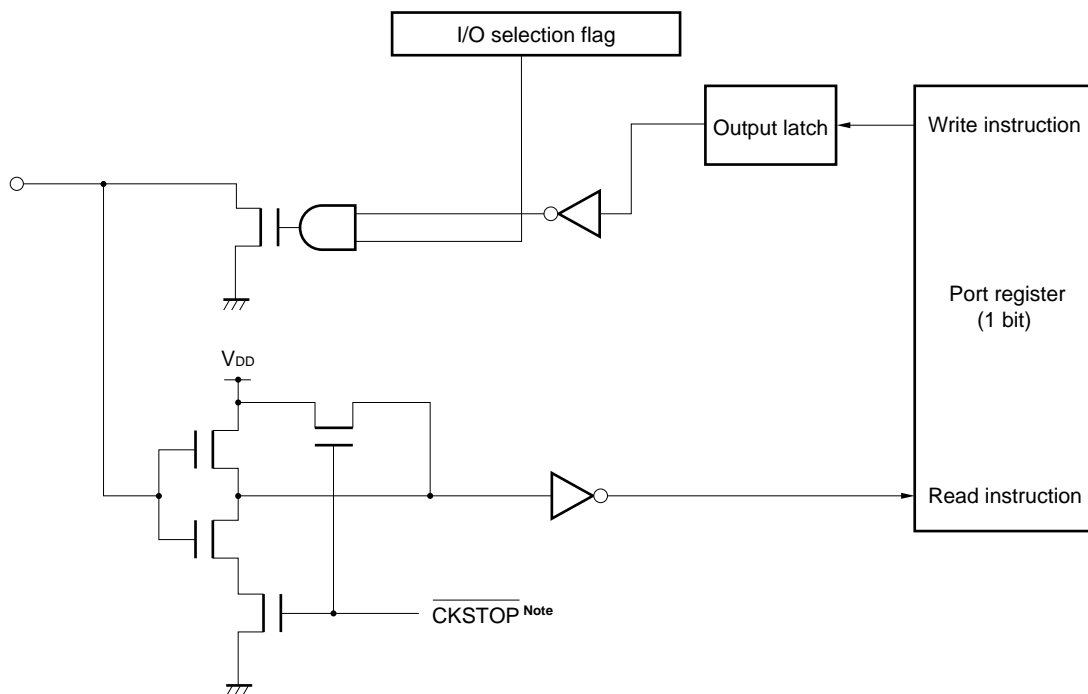 I/O selection flag
Output latch
Write instruction
Port register
(1 bit)
VDD
Read instruction
CKSTOP Note